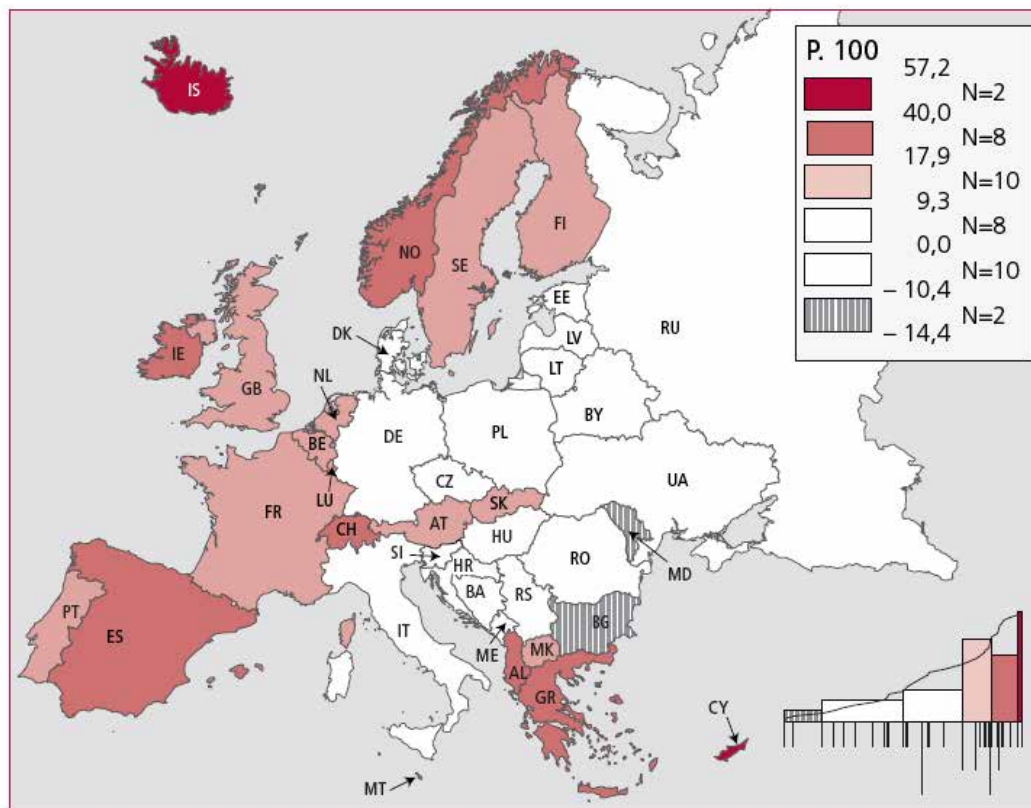 P. 100
57,2
N=2
40,0
N=8
17,9
N=10
9,3
N=8
0,0
N=10
– 10,4
N=2
– 14,4
IS
NO
SE
FI
EE
RU
LV
DK
LT
IE
NL
GB
BY
BE
DE
PL
LU
CZ
UA
FR
SK
CH
AT
HU
SI
RO
HR
MD
BA
RS
PT
ES
IT
BG
ME
MK
AL
GR
CY
MT